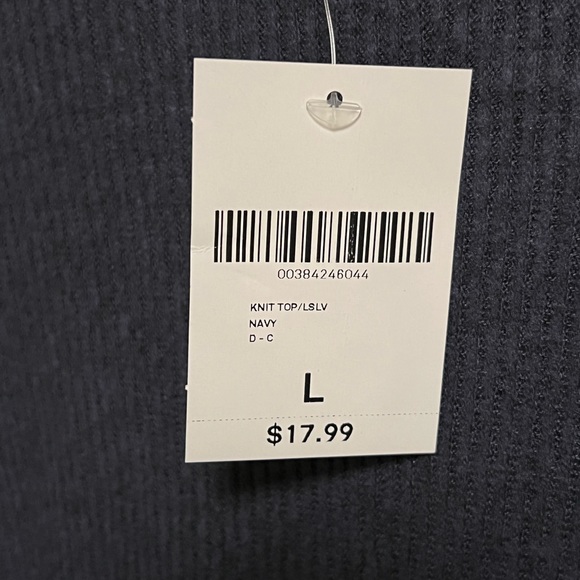 00384246044
KNIT TOP/LSLV
NAVY
D - C
L
$17.99